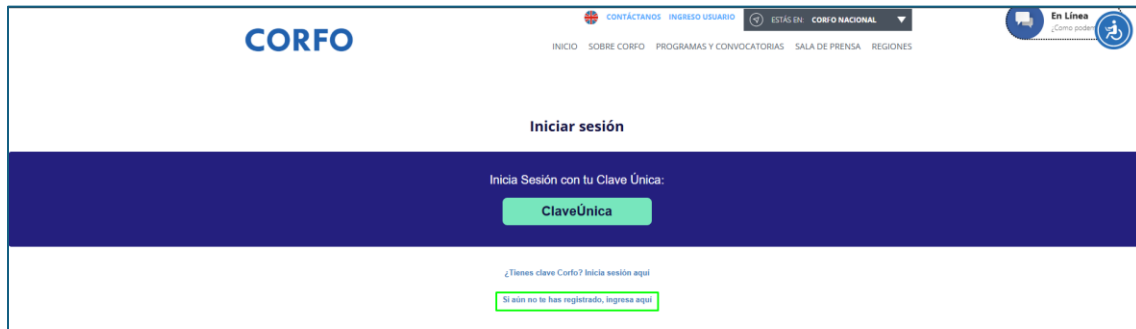 CONTÁCTANOS INGRESO USUARIO ESTÁS EN: CORFO NACIONAL
En Línea
¿Como podem
CORFO
INICIO SOBRE CORFO PROGRAMAS Y CONVOCATORIAS SALA DE PRENSA REGIONES
Iniciar sesión
Inicia Sesión con tu Clave Única:
ClaveÚnica
¿Tienes clave Corfo? Inicia sesión aquí
Si aún no te has registrado, ingresa aquí